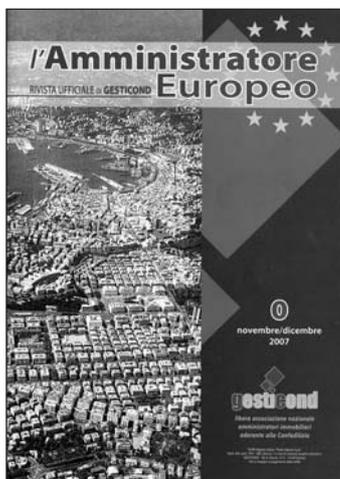 l'Amministratore
RIVISTA UFFICIALE DI GESTICOND Europeo
0
novembre/dicembre
2007
gesticond
libera associazione nazionale
amministratori immobiliari
aderente alla Confedilizia